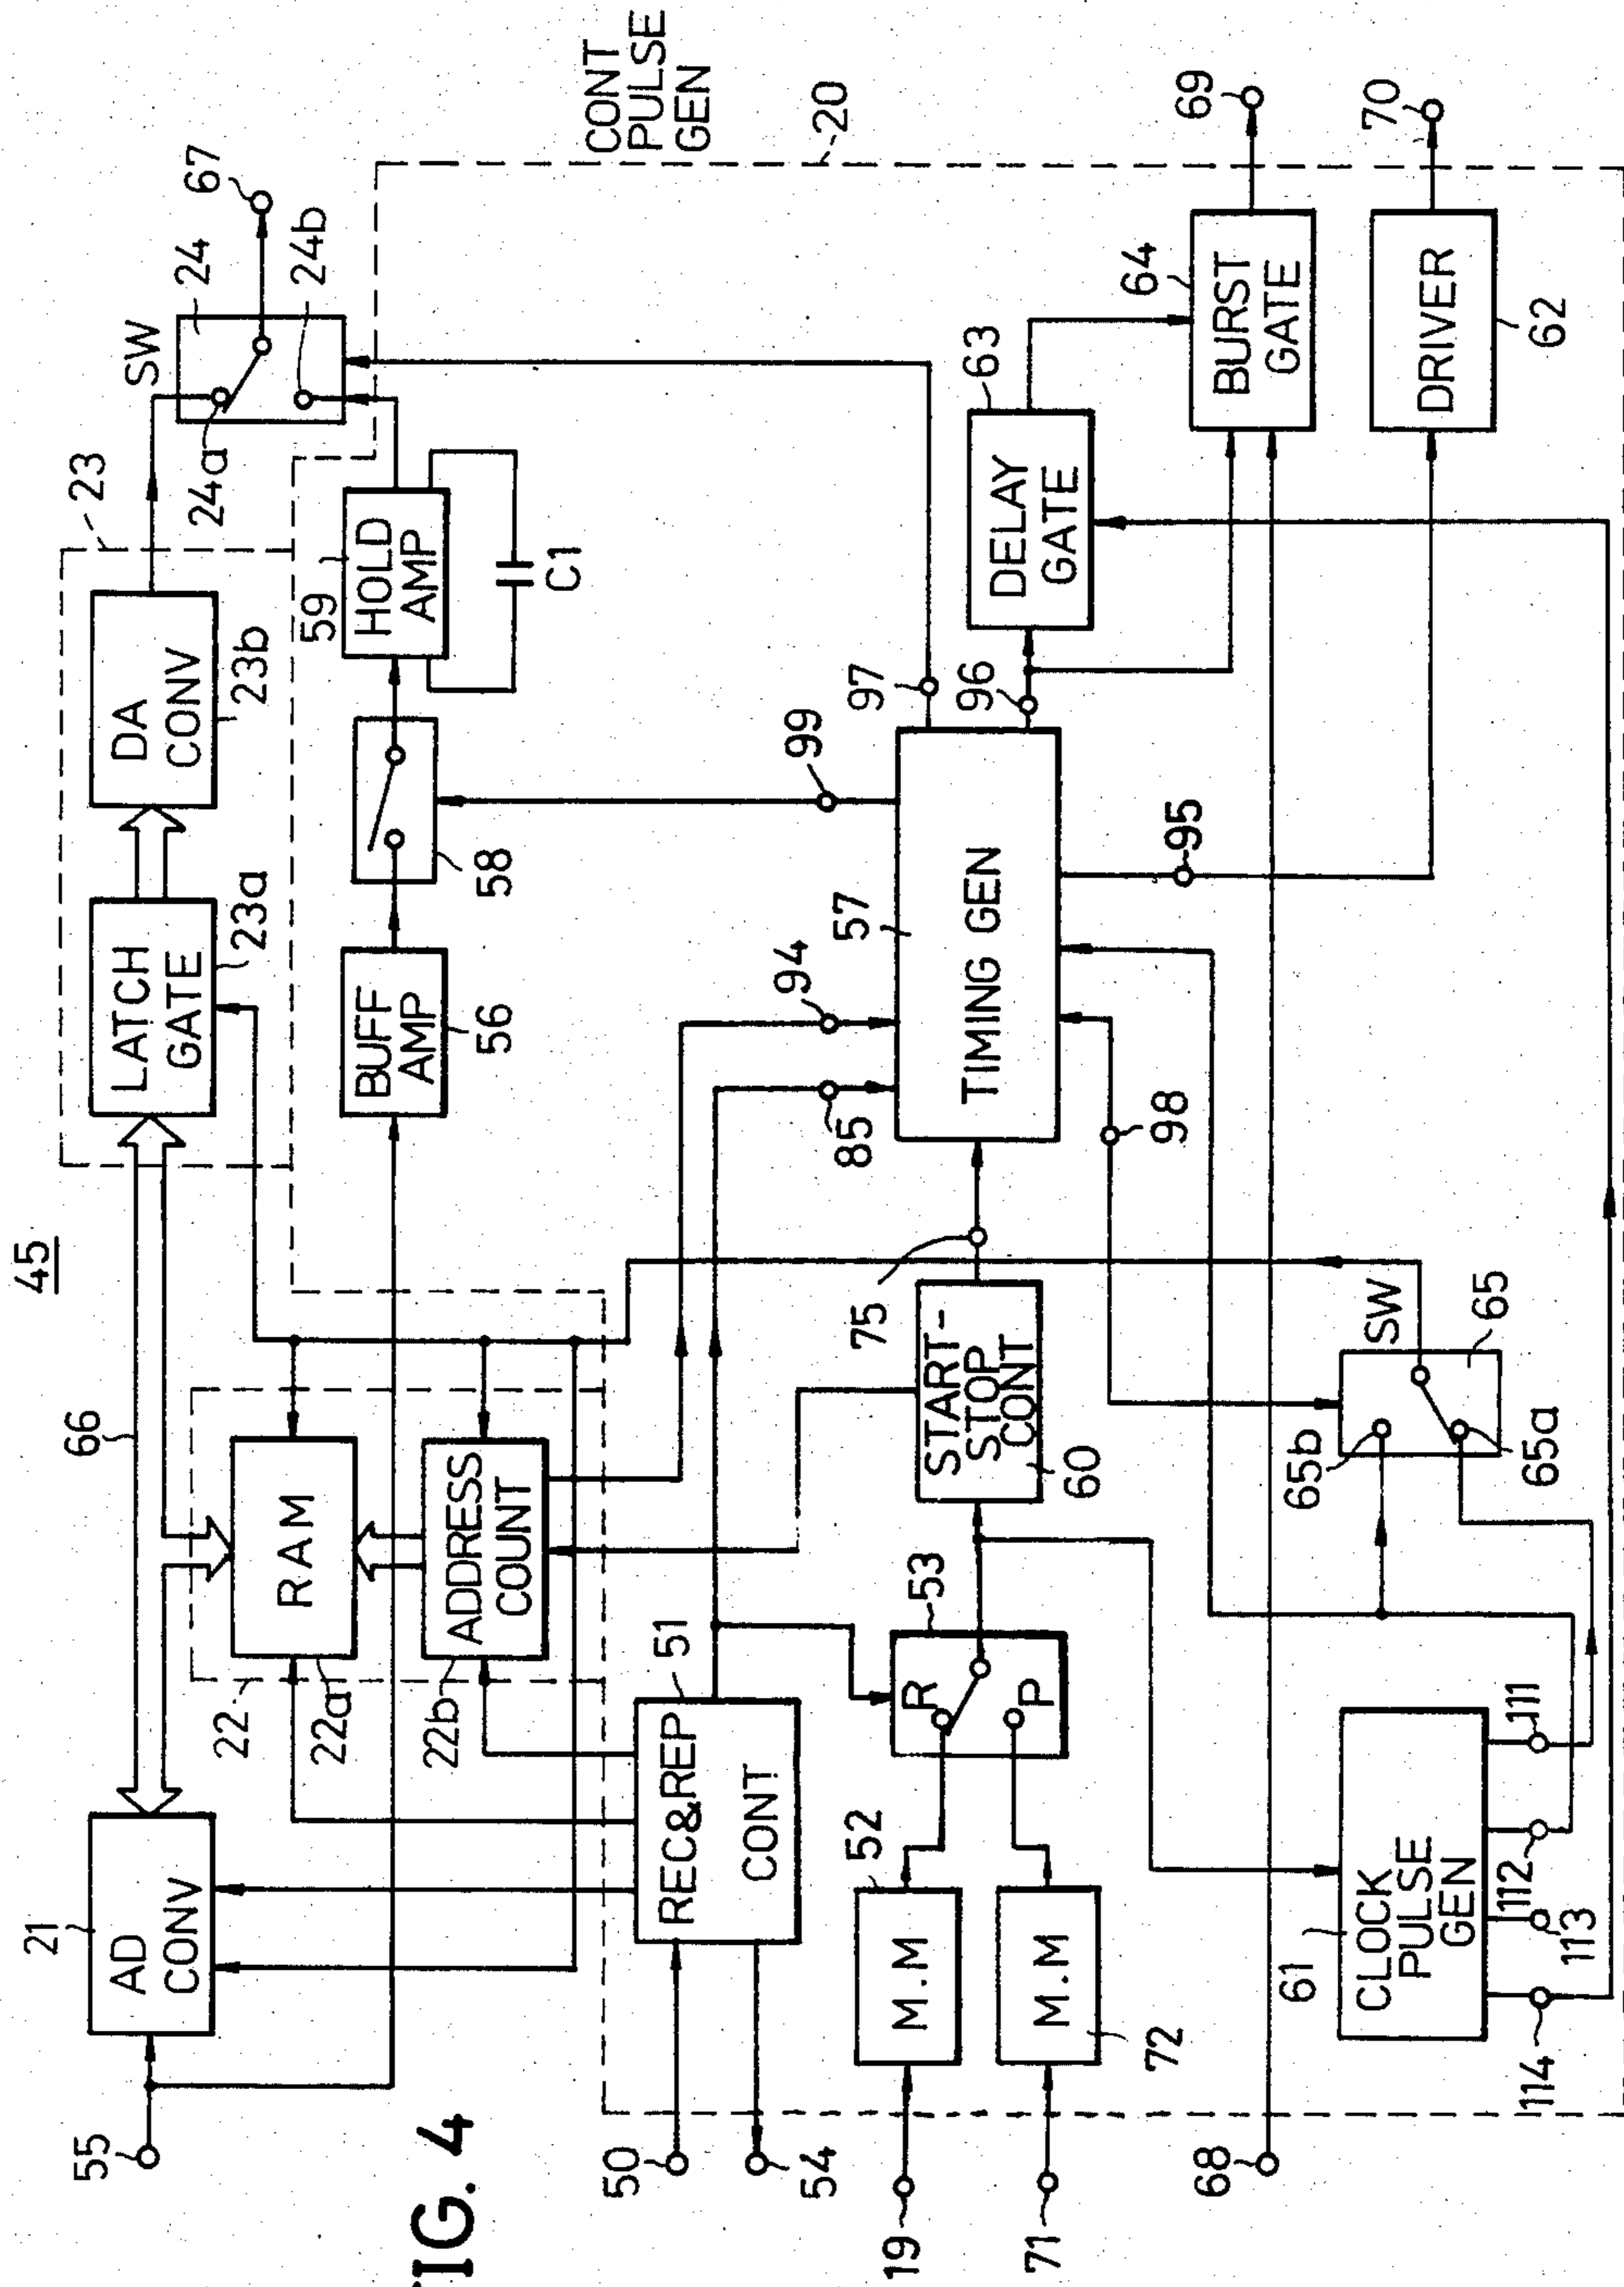 FIG. 4
45
55
21
AD
CONV
66
22
RAM
22a
ADDRESS
COUNT
22b
23
LATCH
GATE
23a
DA
CONV
23b
SW
24
24a
24b
67
BUFF
AMP
56
58
59
HOLD
AMP
C1
CONT
PULSE
GEN
20
50
54
51
REC&REP
CONT
19
52
M.M
71
72
M.M
53
R
P
START-
STOP
CONT
60
75
85
94
57
TIMING GEN
99
97
96
95
98
63
DELAY
GATE
64
BURST
GATE
69
DRIVER
62
70
68
61
CLOCK
PULSE
GEN
111
112
113
114
SW
65
65b
65a